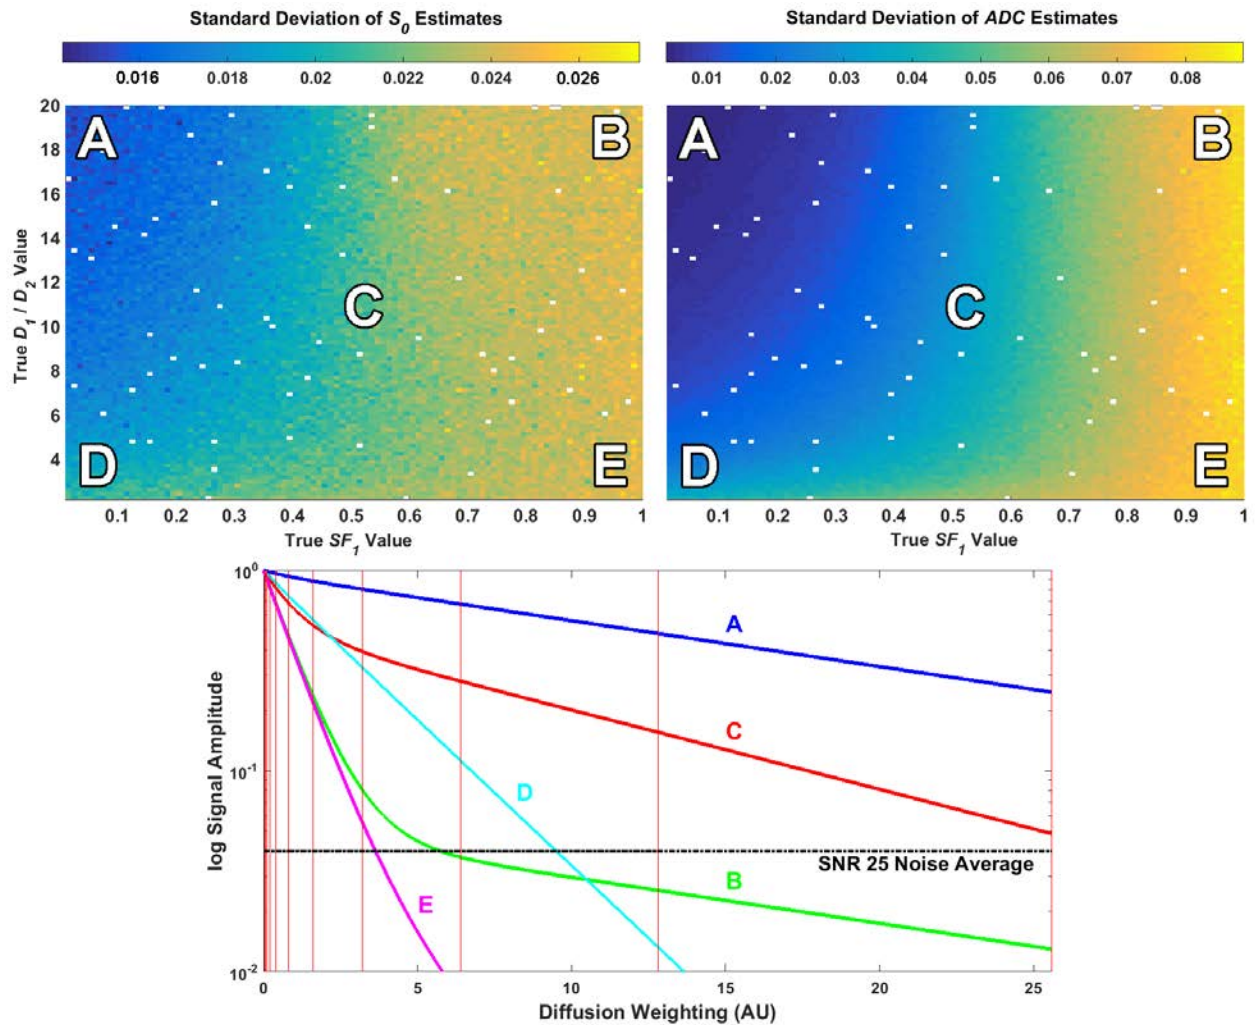 Standard Deviation of S0 Estimates
0.016 0.018 0.02 0.022 0.024 0.026
True D1 / D2 Value
20
18
16
14
12
10
8
6
4
A
B
C
D
E
0.1 0.2 0.3 0.4 0.5 0.6 0.7 0.8 0.9 1
True SF1 Value
Standard Deviation of ADC Estimates
0.01 0.02 0.03 0.04 0.05 0.06 0.07 0.08
A
B
C
D
E
0.1 0.2 0.3 0.4 0.5 0.6 0.7 0.8 0.9 1
True SF1 Value
log Signal Amplitude
10^0
10^-1
10^-2
A
C
D
SNR 25 Noise Average
B
E
0 5 10 15 20 25
Diffusion Weighting (AU)